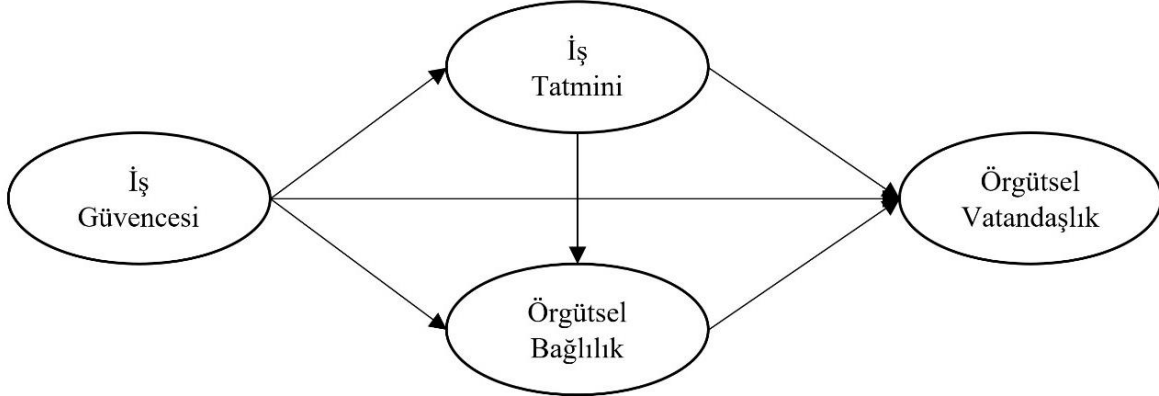 İş
Tatmini
İş
Güvencesi
Örgütsel
Vatandaşlık
Örgütsel
Bağlılık